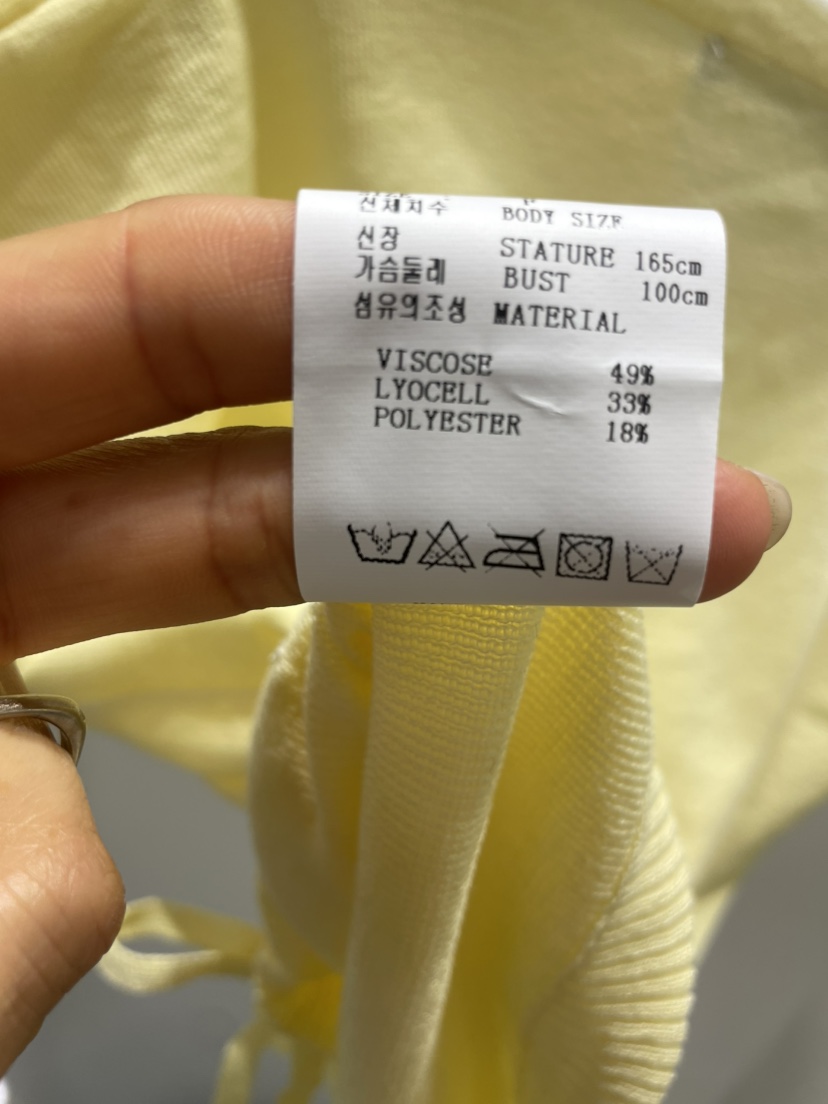 신체치수 BODY SIZE
신장 STATURE 165cm
가슴둘레 BUST 100cm
섬유의조성 MATERIAL
VISCOSE 49%
LYOCELL 33%
POLYESTER 18%